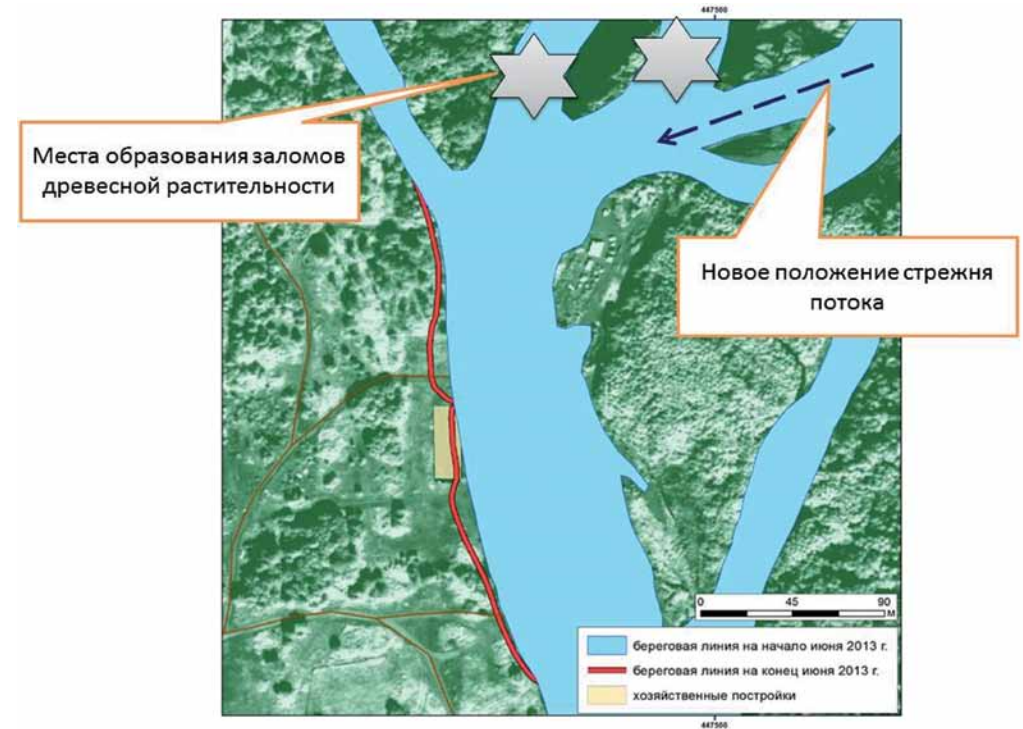 447500
Места образования заломов
древесной растительности
Новое положение стрежня
потока
0 45 90
М
береговая линия на начало июня 2013 г.
береговая линия на конец июня 2013 г.
хозяйственные постройки
447500